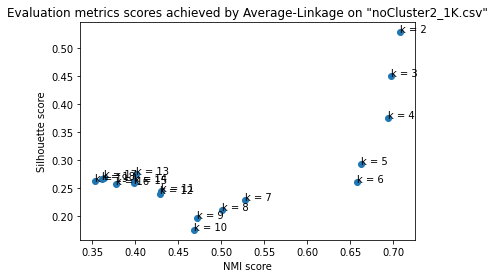 Evaluation metrics scores achieved by Average-Linkage on "noCluster2_1K.csv"
k = 2
k = 3
k = 4
k = 5
k = 6
k = 7
k = 8
k = 9
k = 10
k = 11
k = 12
k = 13
k = 14
k = 15
k = 16
Silhouette score
0.50
0.45
0.40
0.35
0.30
0.25
0.20
0.35
0.40
0.45
0.50
0.55
0.60
0.65
0.70
NMI score